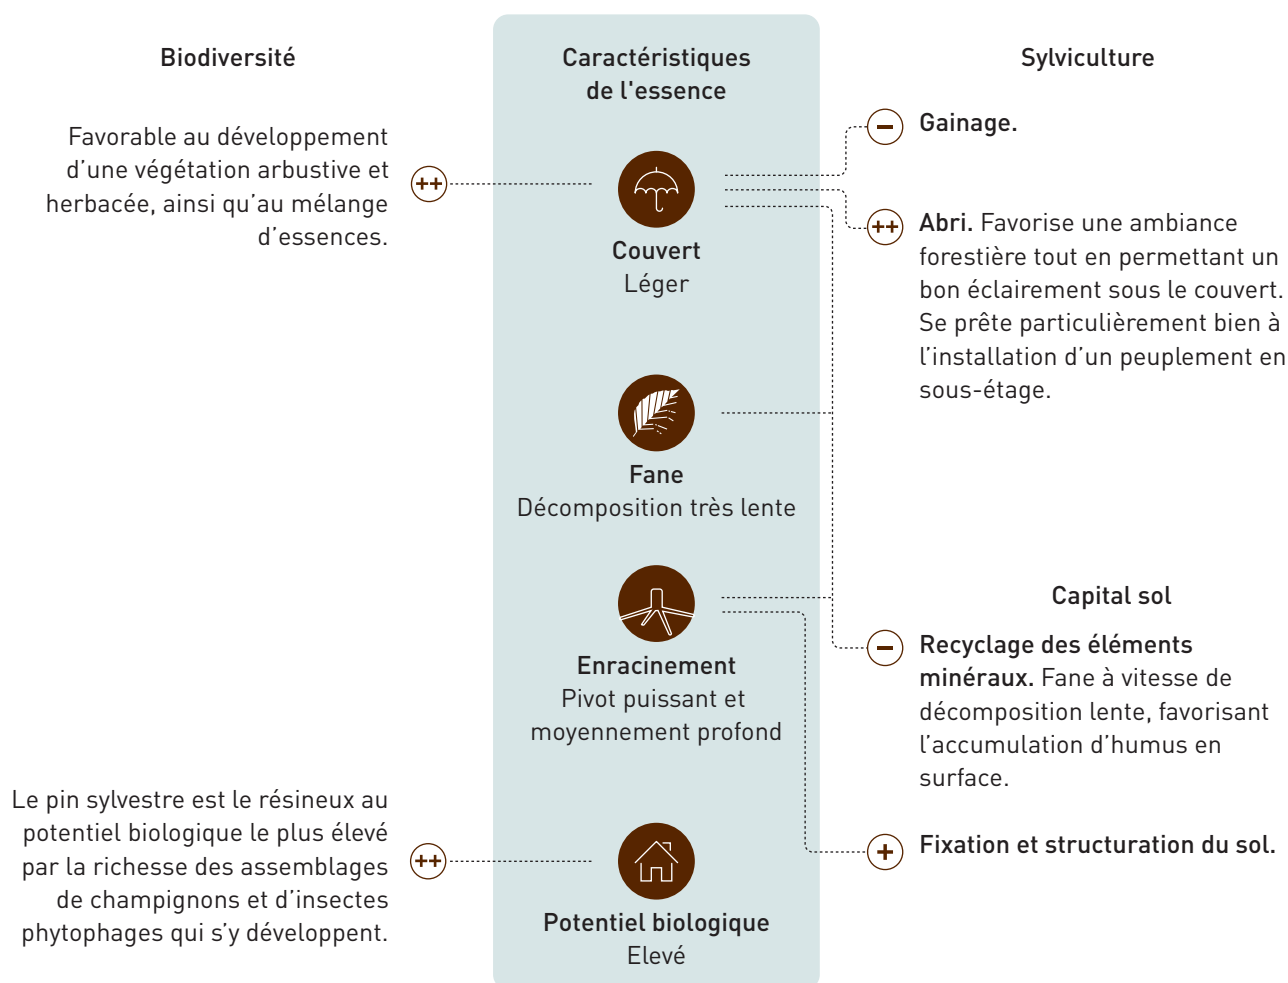 Biodiversité
Favorable au développement
d’une végétation arbustive et
herbacée, ainsi qu’au mélange
d’essences.
++
Le pin sylvestre est le résineux au
potentiel biologique le plus élevé
par la richesse des assemblages
de champignons et d’insectes
phytophages qui s’y développent.
++
Caractéristiques
de l'essence
Couvert
Léger
Fane
Décomposition très lente
Enracinement
Pivot puissant et
moyennement profond
Potentiel biologique
Elevé
Sylviculture
−
Gainage.
++
Abri. Favorise une ambiance
forestière tout en permettant un
bon éclairement sous le couvert.
Se prête particulièrement bien à
l’installation d’un peuplement en
sous-étage.
Capital sol
−
Recyclage des éléments
minéraux. Fane à vitesse de
décomposition lente, favorisant
l’accumulation d’humus en
surface.
+
Fixation et structuration du sol.